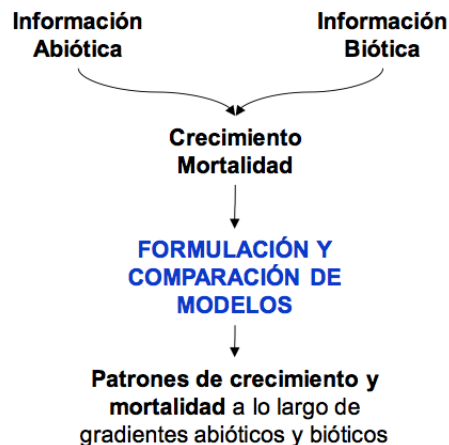 Información
Abiótica
Información
Biótica
Crecimiento
Mortalidad
FORMULACIÓN Y
COMPARACIÓN DE
MODELOS
Patrones de crecimiento y
mortalidad a lo largo de
gradientes abióticos y bióticos